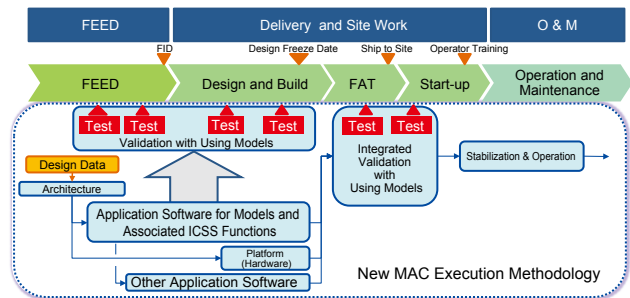 FEED
Delivery and Site Work
O & M
FID
Design Freeze Date
Ship to Site
Operator Training
FEED
Design and Build
FAT
Start-up
Operation and
Maintenance
Test
Test
Test
Test
Test
Test
Validation with Using Models
Integrated
Validation
with
Using Models
Stabilization & Operation
Design Data
Architecture
Application Software for Models and
Associated ICSS Functions
Platform
(Hardware)
Other Application Software
New MAC Execution Methodology